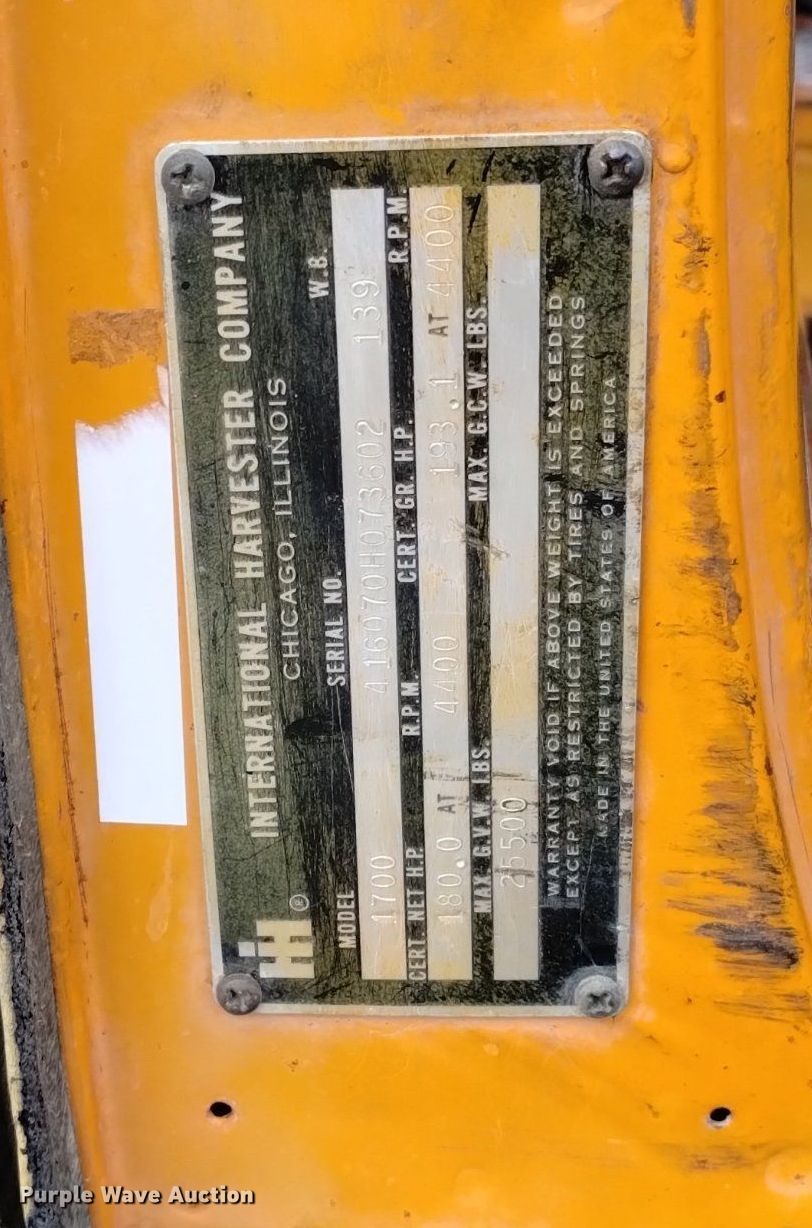 INTERNATIONAL HARVESTER COMPANY
CHICAGO, ILLINOIS
MODEL SERIAL NO. W.B.
1700 416070H073602 139
CERT. NET H.P. R.P.M. CERT. GR. H.P. R.P.M.
180.0 AT 4400 193.1 AT 4400
MAX. G.V.W. LBS. MAX. G.C.W. LBS.
25500
WARRANTY VOID IF ABOVE WEIGHT IS EXCEEDED
EXCEPT AS RESTRICTED BY TIRES AND SPRINGS
MADE IN THE UNITED STATES OF AMERICA
IH ®
Purple Wave Auction